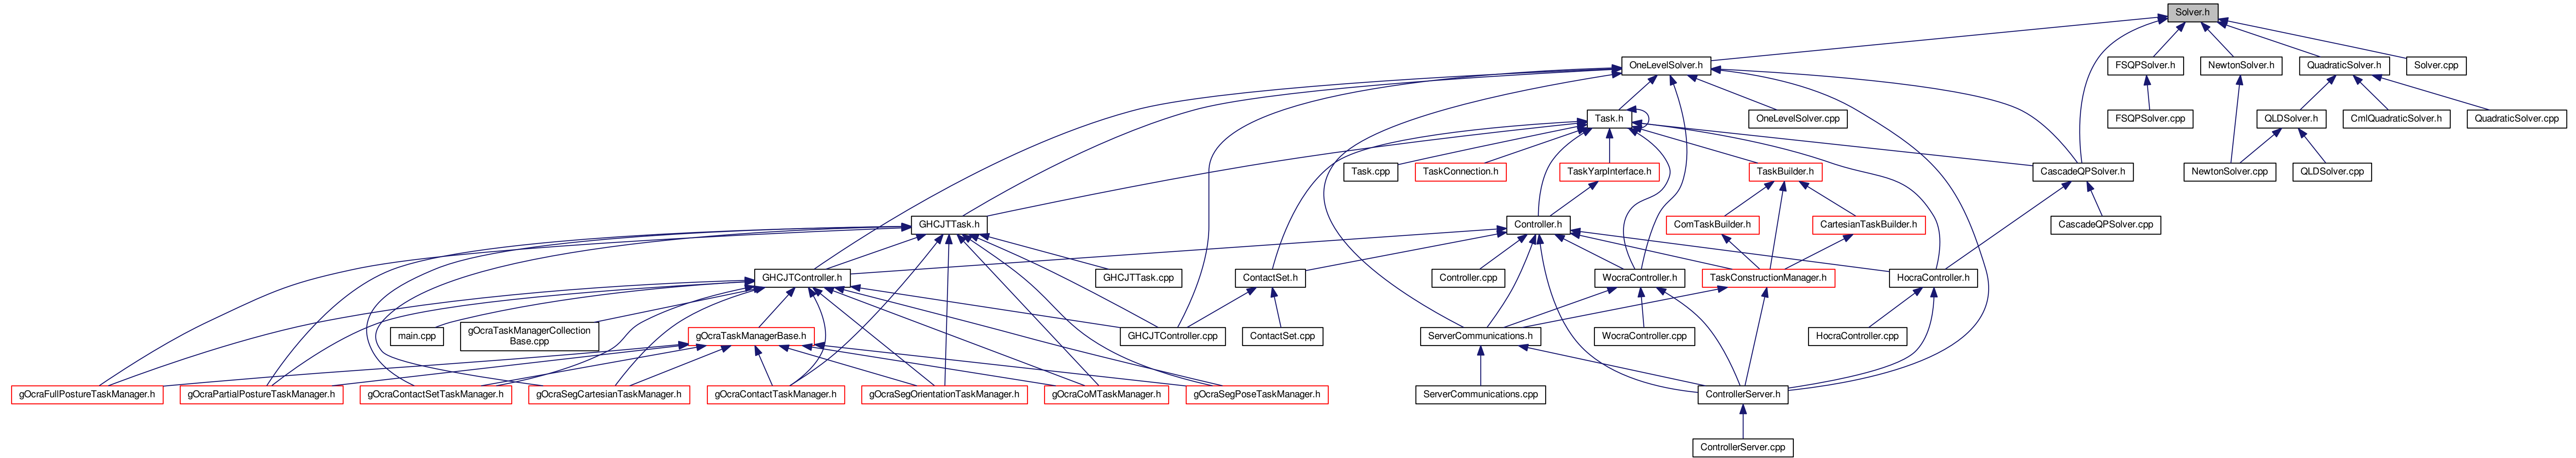 Solver.h
OneLevelSolver.h
FSQPSolver.h
NewtonSolver.h
QuadraticSolver.h
Solver.cpp
Task.h
OneLevelSolver.cpp
FSQPSolver.cpp
QLDSolver.h
CmlQuadraticSolver.h
QuadraticSolver.cpp
Task.cpp
TaskConnection.h
TaskYarpInterface.h
TaskBuilder.h
CascadeQPSolver.h
NewtonSolver.cpp
QLDSolver.cpp
GHCJTTask.h
Controller.h
ComTaskBuilder.h
CartesianTaskBuilder.h
CascadeQPSolver.cpp
GHCJTController.h
GHCJTTask.cpp
ContactSet.h
Controller.cpp
WocraController.h
TaskConstructionManager.h
HocraController.h
main.cpp
gOcraTaskManagerCollection
Base.cpp
gOcraTaskManagerBase.h
GHCJTController.cpp
ContactSet.cpp
ServerCommunications.h
WocraController.cpp
HocraController.cpp
gOcraFullPostureTaskManager.h
gOcraPartialPostureTaskManager.h
gOcraContactSetTaskManager.h
gOcraSegCartesianTaskManager.h
gOcraContactTaskManager.h
gOcraSegOrientationTaskManager.h
gOcraCoMTaskManager.h
gOcraSegPoseTaskManager.h
ServerCommunications.cpp
ControllerServer.h
ControllerServer.cpp